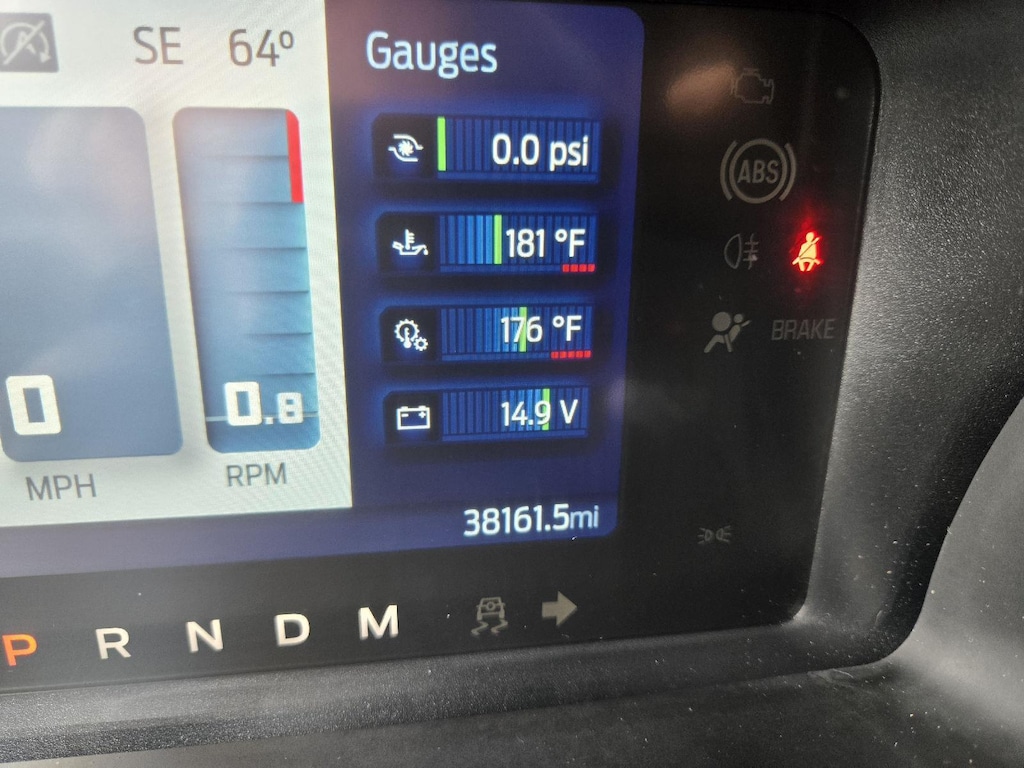 SE 64°
Gauges
0.0 psi
181 °F
176 °F
14.9 V
0
MPH
0.8
RPM
38161.5mi
P R N D M
ABS
BRAKE